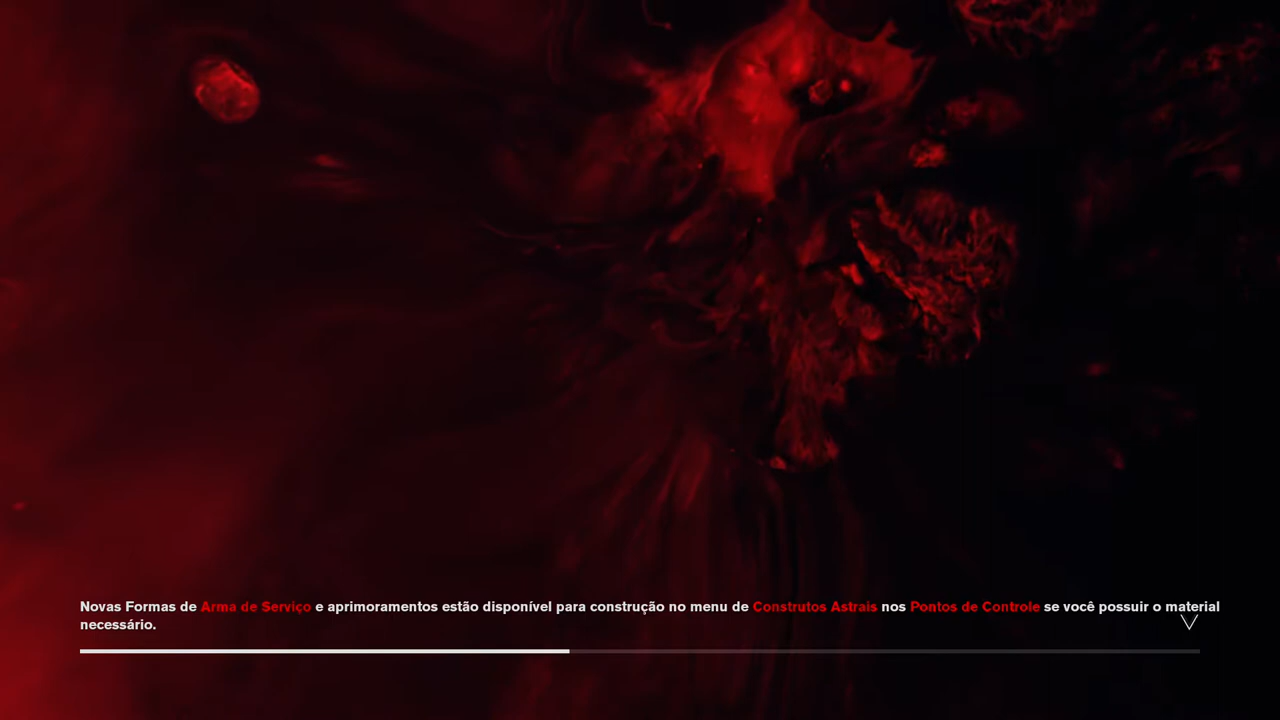 Novas Formas de Arma de Serviço e aprimoramentos estão disponível para construção no menu de Construtos Astrais nos Pontos de Controle se você possuir o material
necessário.